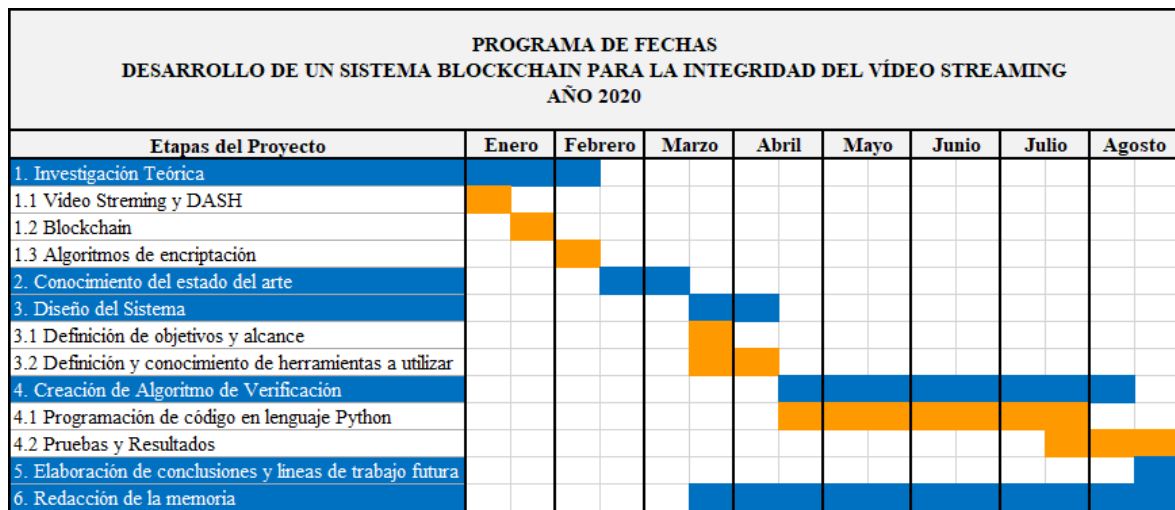 PROGRAMA DE FECHAS
DESARROLLO DE UN SISTEMA BLOCKCHAIN PARA LA INTEGRIDAD DEL VÍDEO STREAMING
AÑO 2020
Etapas del Proyecto Enero Febrero Marzo Abril Mayo Junio Julio Agosto
1. Investigación Teórica
1.1 Vídeo Streming y DASH
1.2 Blockchain
1.3 Algoritmos de encriptación
2. Conocimiento del estado del arte
3. Diseño del Sistema
3.1 Definición de objetivos y alcance
3.2 Definición y conocimiento de herramientas a utilizar
4. Creación de Algoritmo de Verificación
4.1 Programación de código en lenguaje Python
4.2 Pruebas y Resultados
5. Elaboración de conclusiones y líneas de trabajo futura
6. Redacción de la memoria